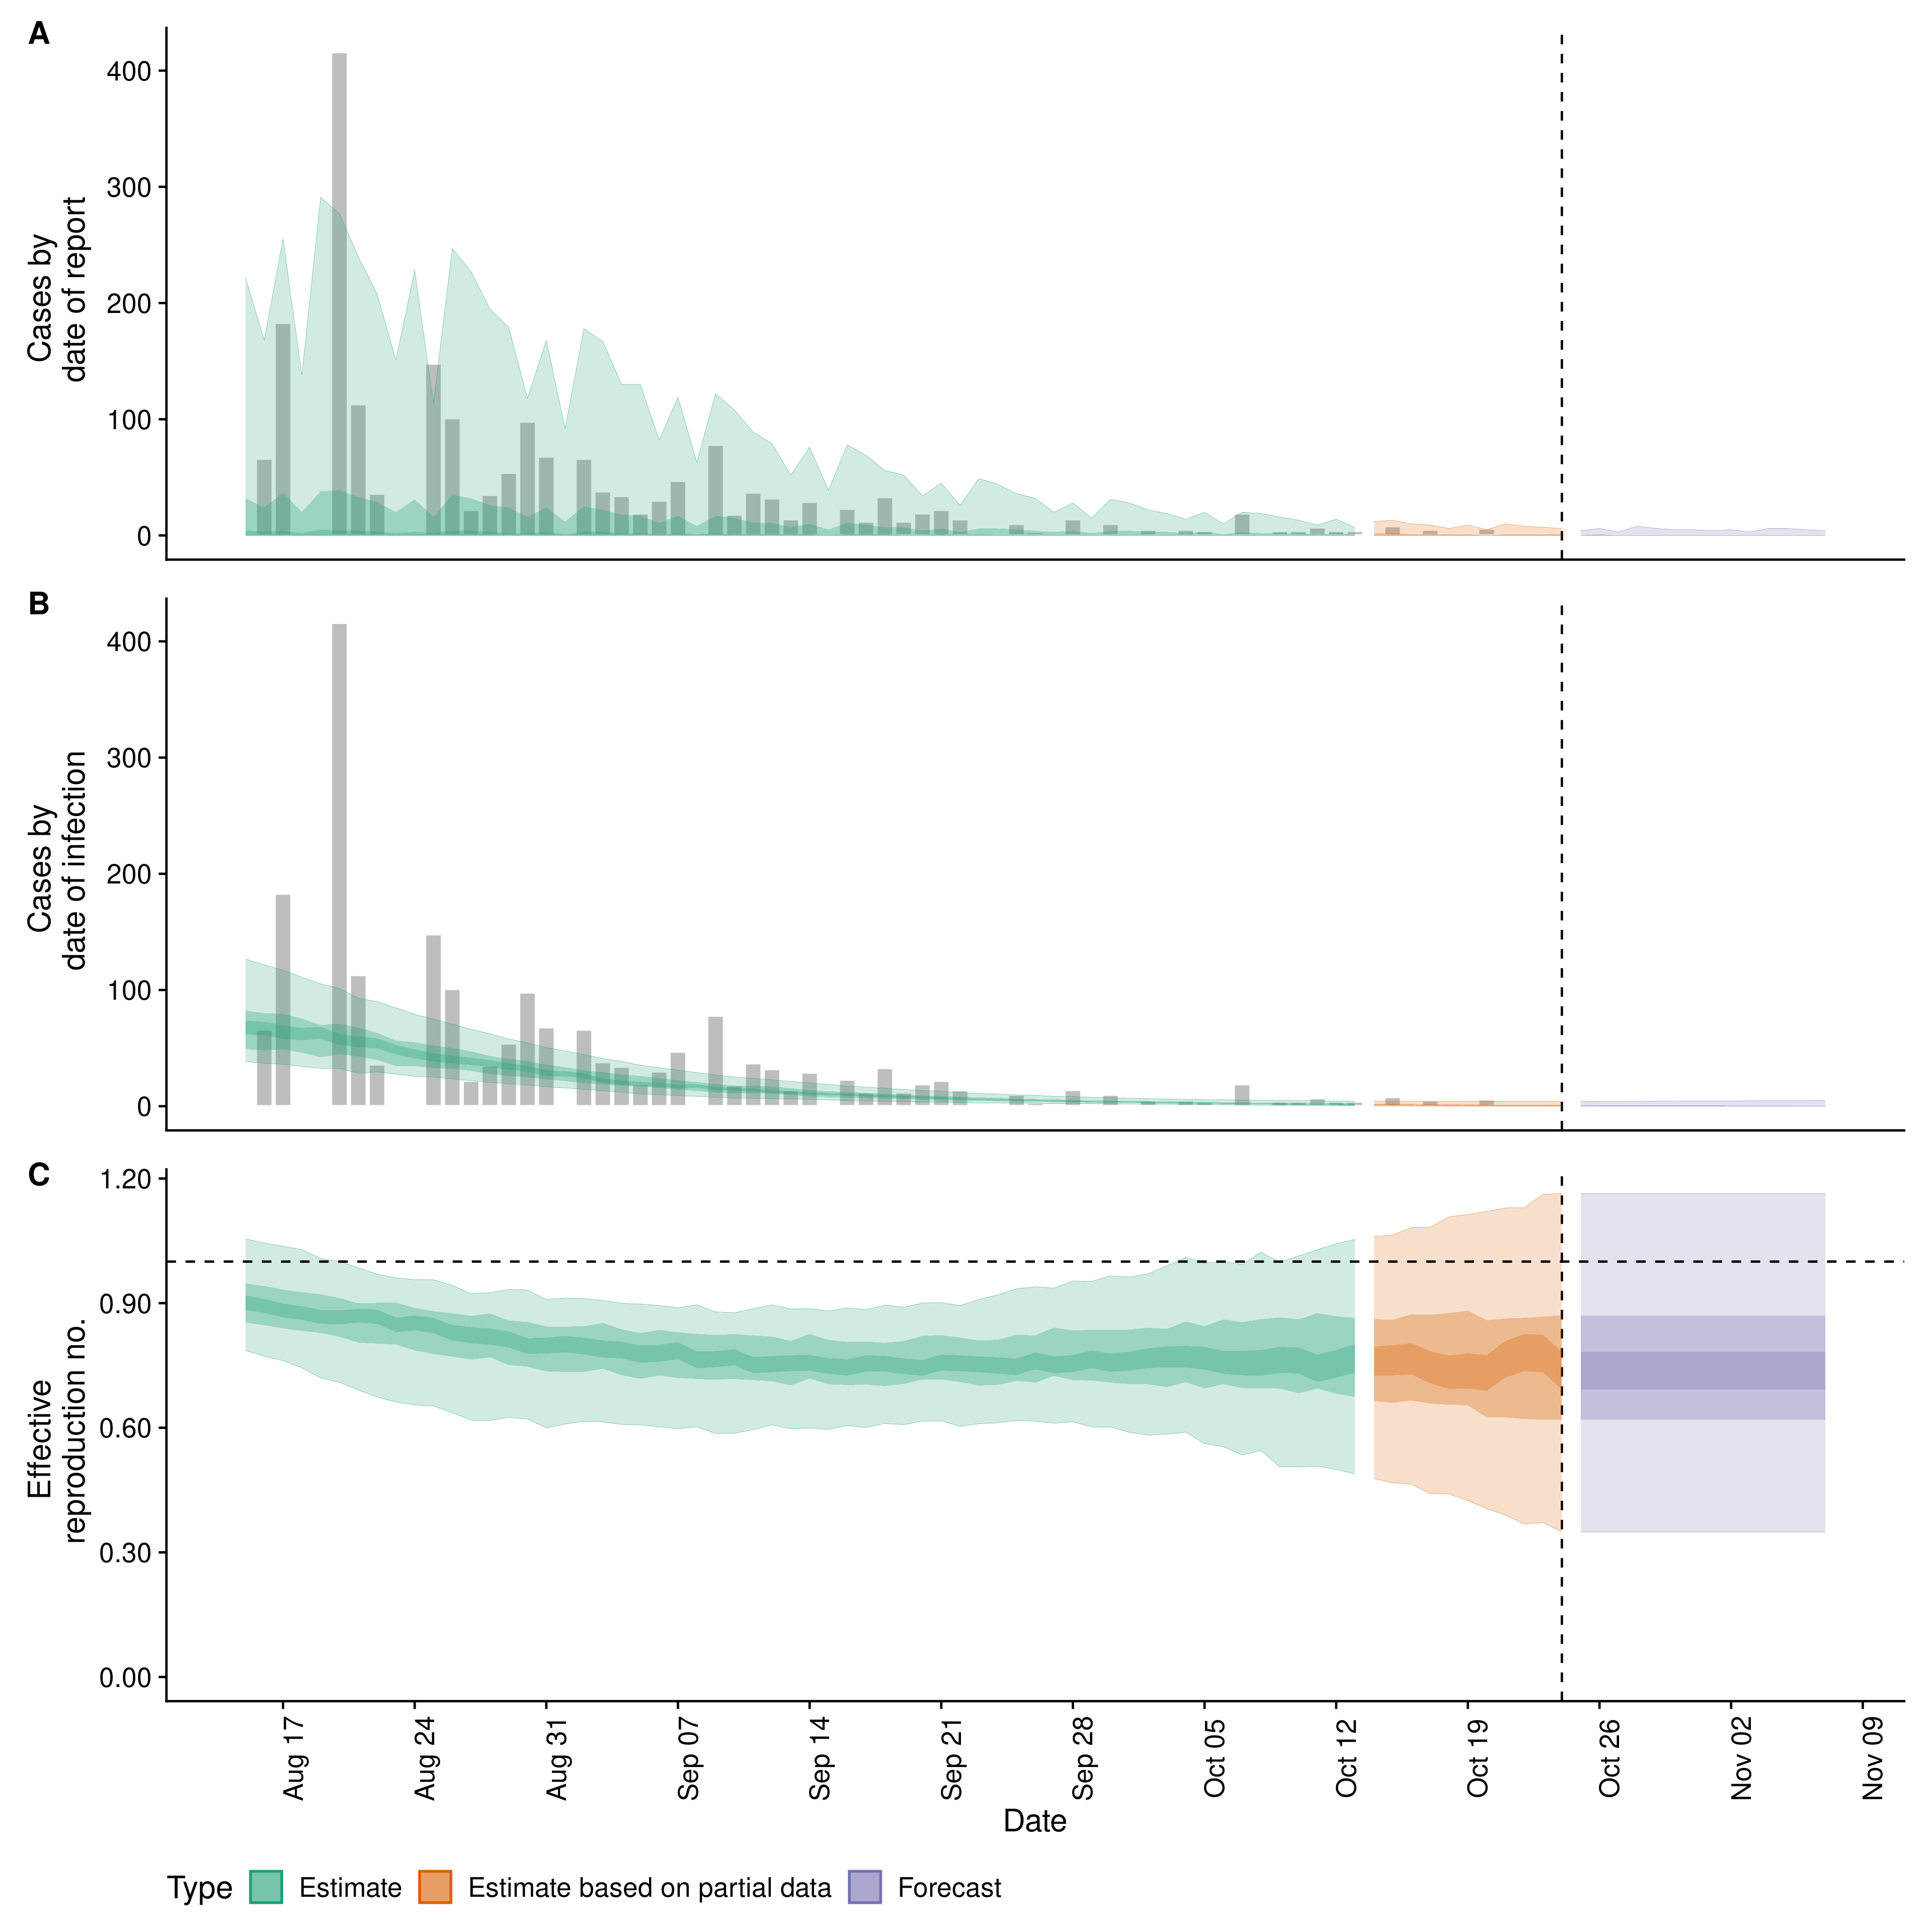 A
400
300
200
100
0
Cases by
date of report
B
400
300
200
100
0
Cases by
date of infection
C
1.20
0.90
0.60
0.30
0.00
Effective
reproduction no.
Aug 17
Aug 24
Aug 31
Sep 07
Sep 14
Sep 21
Sep 28
Oct 05
Oct 12
Oct 19
Oct 26
Nov 02
Nov 09
Date
Type Estimate Estimate based on partial data Forecast